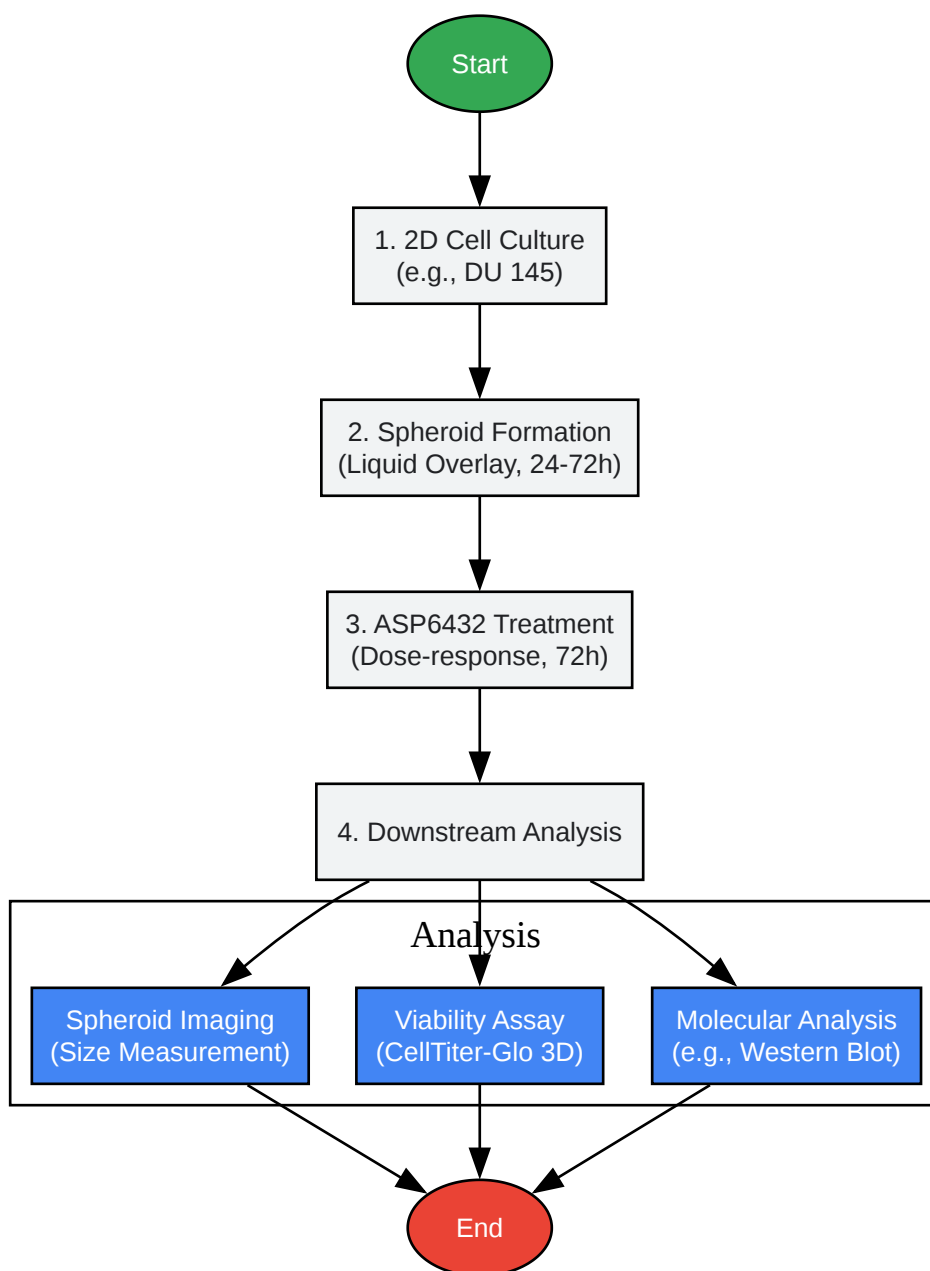 Start
1. 2D Cell Culture
(e.g., DU 145)
2. Spheroid Formation
(Liquid Overlay, 24-72h)
3. ASP6432 Treatment
(Dose-response, 72h)
4. Downstream Analysis
Analysis
Spheroid Imaging
(Size Measurement)
Viability Assay
(CellTiter-Glo 3D)
Molecular Analysis
(e.g., Western Blot)
End